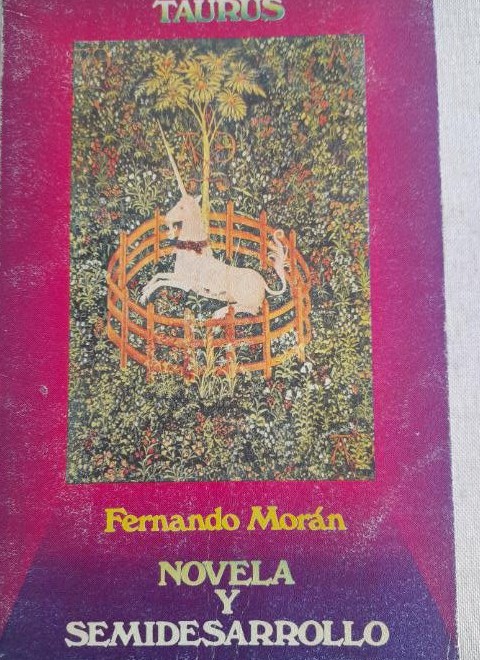 TAURUS
Fernando Morán
NOVELA
Y
SEMIDESARROLLO